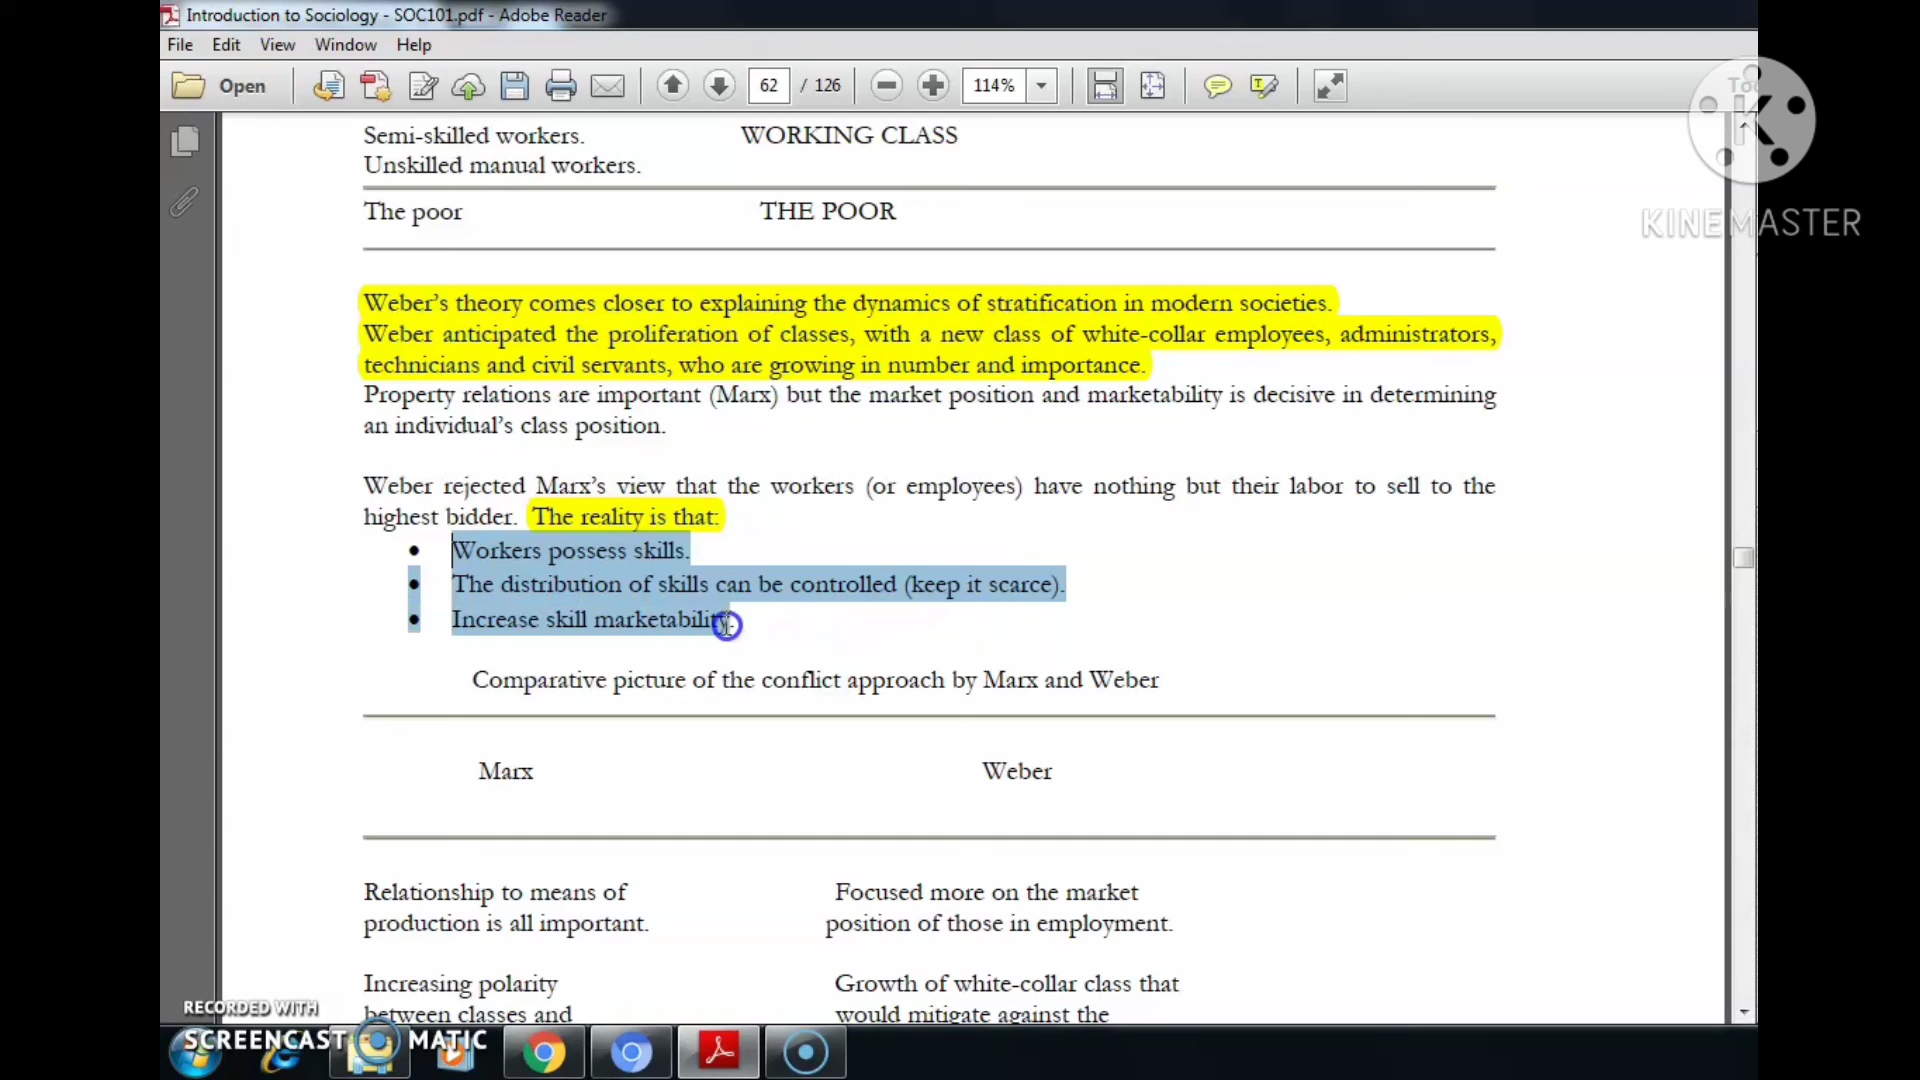 Introduction to Sociology - SOC101.pdf - Adobe Reader
File Edit View Window Help
Open 62 / 126 114%
KINEMASTER
Semi-skilled workers. WORKING CLASS
Unskilled manual workers.
The poor THE POOR
Weber's theory comes closer to explaining the dynamics of stratification in modern societies.
Weber anticipated the proliferation of classes, with a new class of white-collar employees, administrators,
technicians and civil servants, who are growing in number and importance.
Property relations are important (Marx) but the market position and marketability is decisive in determining
an individual's class position.
Weber rejected Marx's view that the workers (or employees) have nothing but their labor to sell to the
highest bidder. The reality is that:
• Workers possess skills.
• The distribution of skills can be controlled (keep it scarce).
• Increase skill marketability.
Comparative picture of the conflict approach by Marx and Weber
Marx Weber
Relationship to means of Focused more on the market
production is all important. position of those in employment.
Increasing polarity Growth of white-collar class that
between classes and would mitigate against the
RECORDED WITH
SCREENCAST MATIC